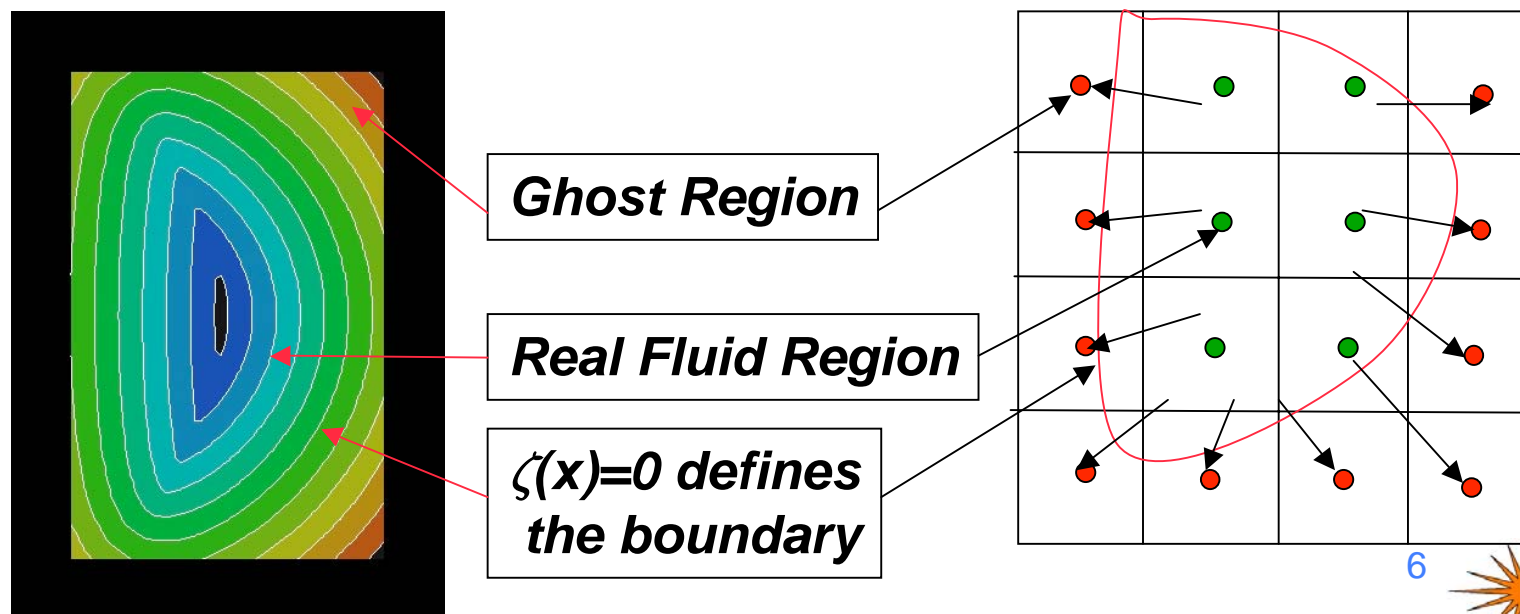 Ghost Region
Real Fluid Region
ζ(x)=0 defines
the boundary
6